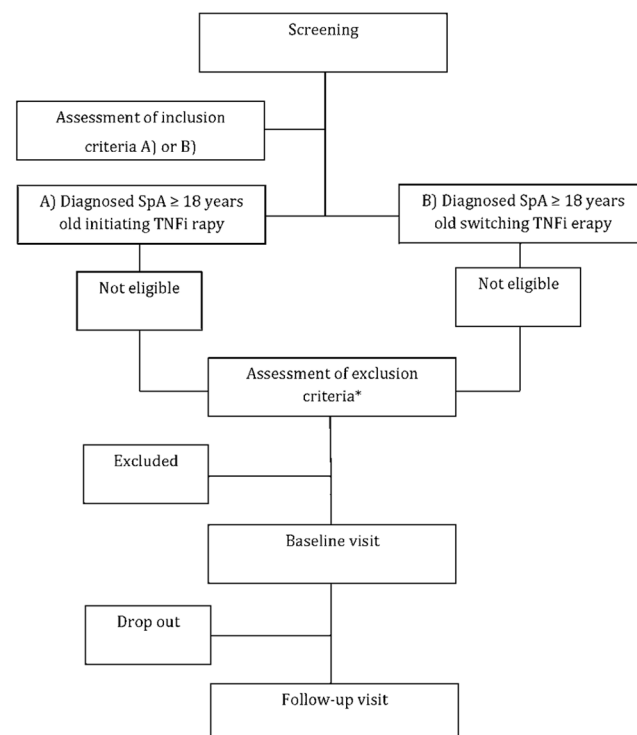 Screening
Assessment of inclusion
criteria A) or B)
A) Diagnosed SpA ≥ 18 years
old initiating TNFi rapy
B) Diagnosed SpA ≥ 18 years
old switching TNFi erapy
Not eligible
Not eligible
Assessment of exclusion
criteria*
Excluded
Baseline visit
Drop out
Follow-up visit